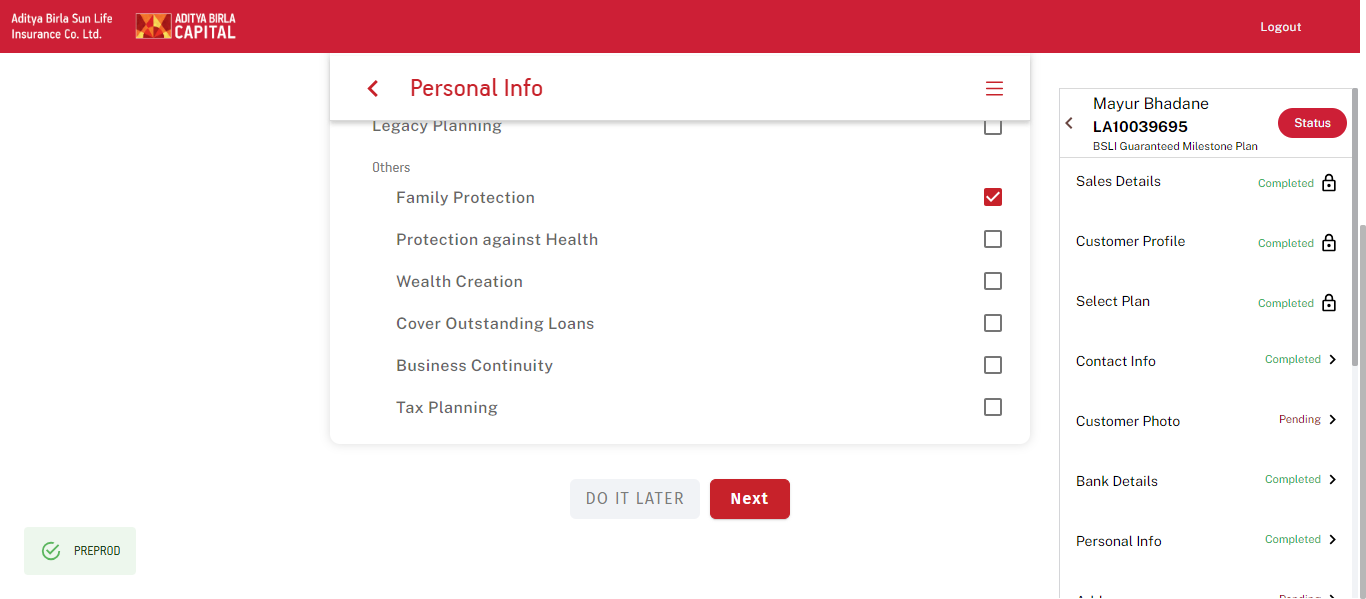 Aditya Birla Sun Life
Insurance Co. Ltd.
ADITYA BIRLA
CAPITAL
Logout
Personal Info
Legacy Planning
Others
Family Protection
Protection against Health
Wealth Creation
Cover Outstanding Loans
Business Continuity
Tax Planning
DO IT LATER
Next
PREPROD
Mayur Bhadane
LA10039695
BSLI Guaranteed Milestone Plan
Status
Sales Details Completed
Customer Profile Completed
Select Plan Completed
Contact Info Completed
Customer Photo Pending
Bank Details Completed
Personal Info Completed
Pending